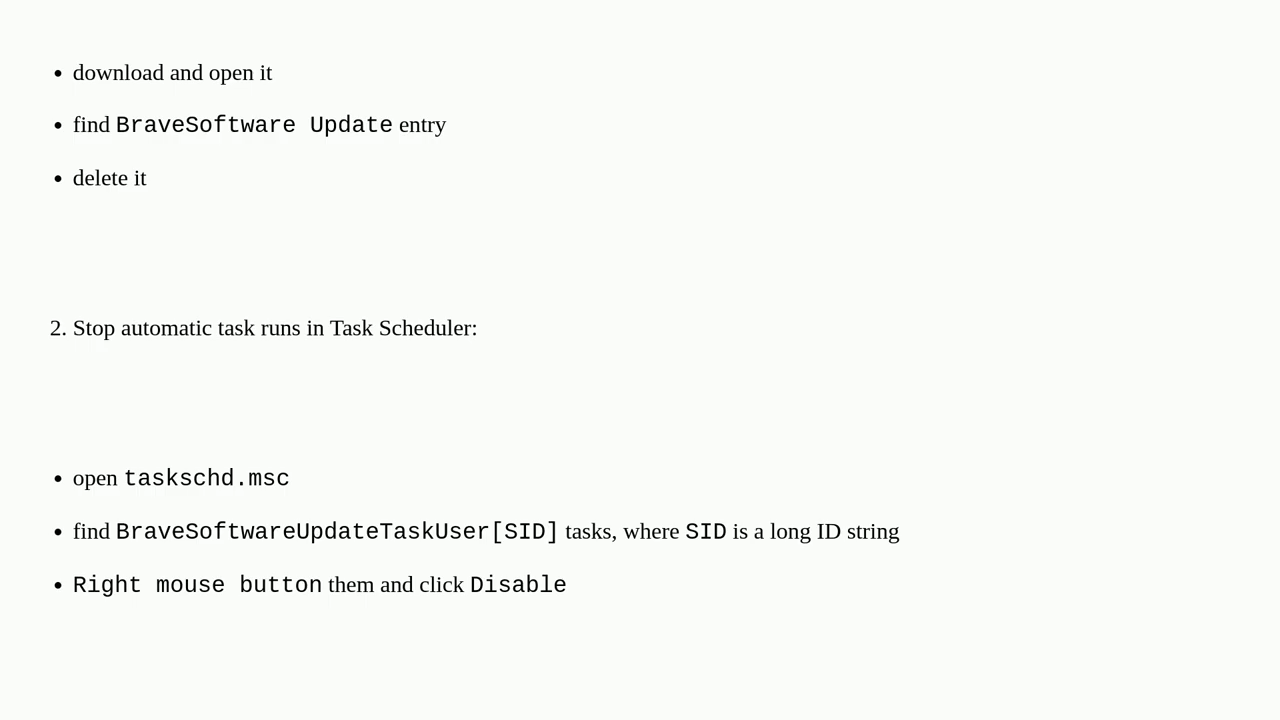 • download and open it
• find BraveSoftware Update entry
• delete it
2. Stop automatic task runs in Task Scheduler:
• open taskschd.msc
• find BraveSoftwareUpdateTaskUser[SID] tasks, where SID is a long ID string
• Right mouse button them and click Disable